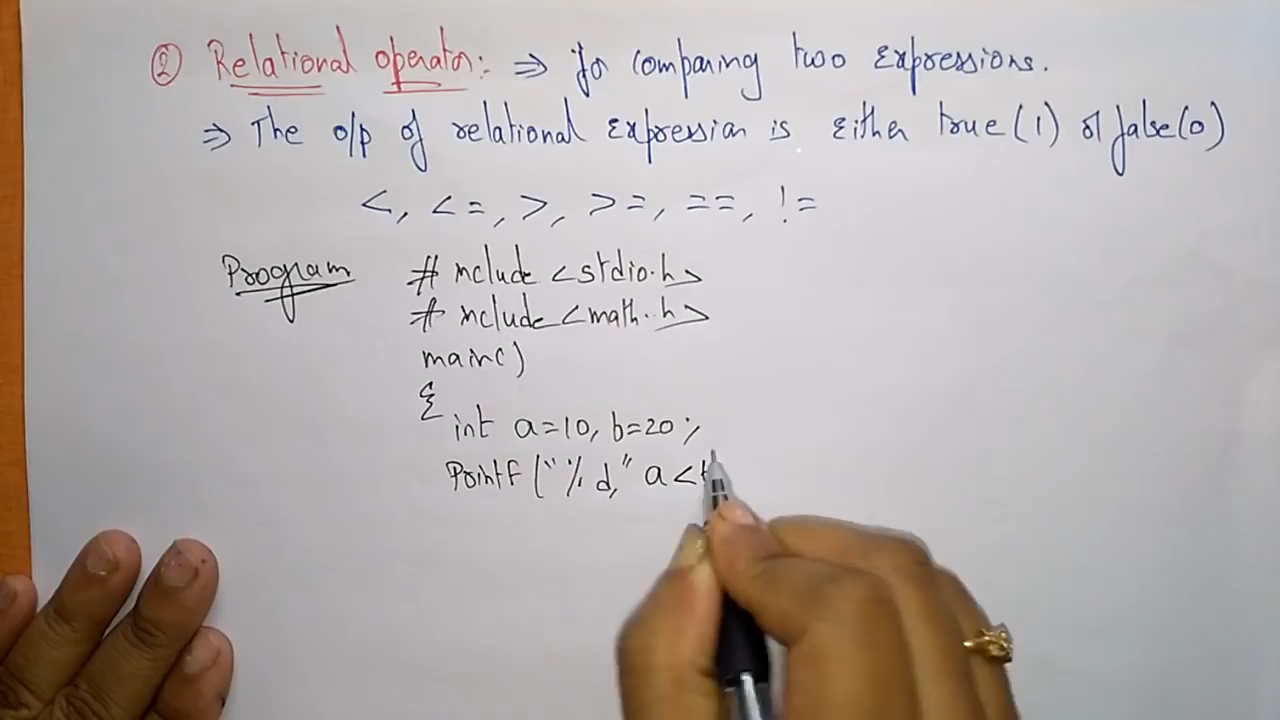 ② Relational operator:- ⇒ for comparing two expressions.
⇒ The o/p of relational expression is either true(1) or false(0)
<, <=, >, >=, ==, !=
Program # include <stdio.h>
# include <math.h>
main()
{
int a=10, b=20;
Printf ("%d," a<